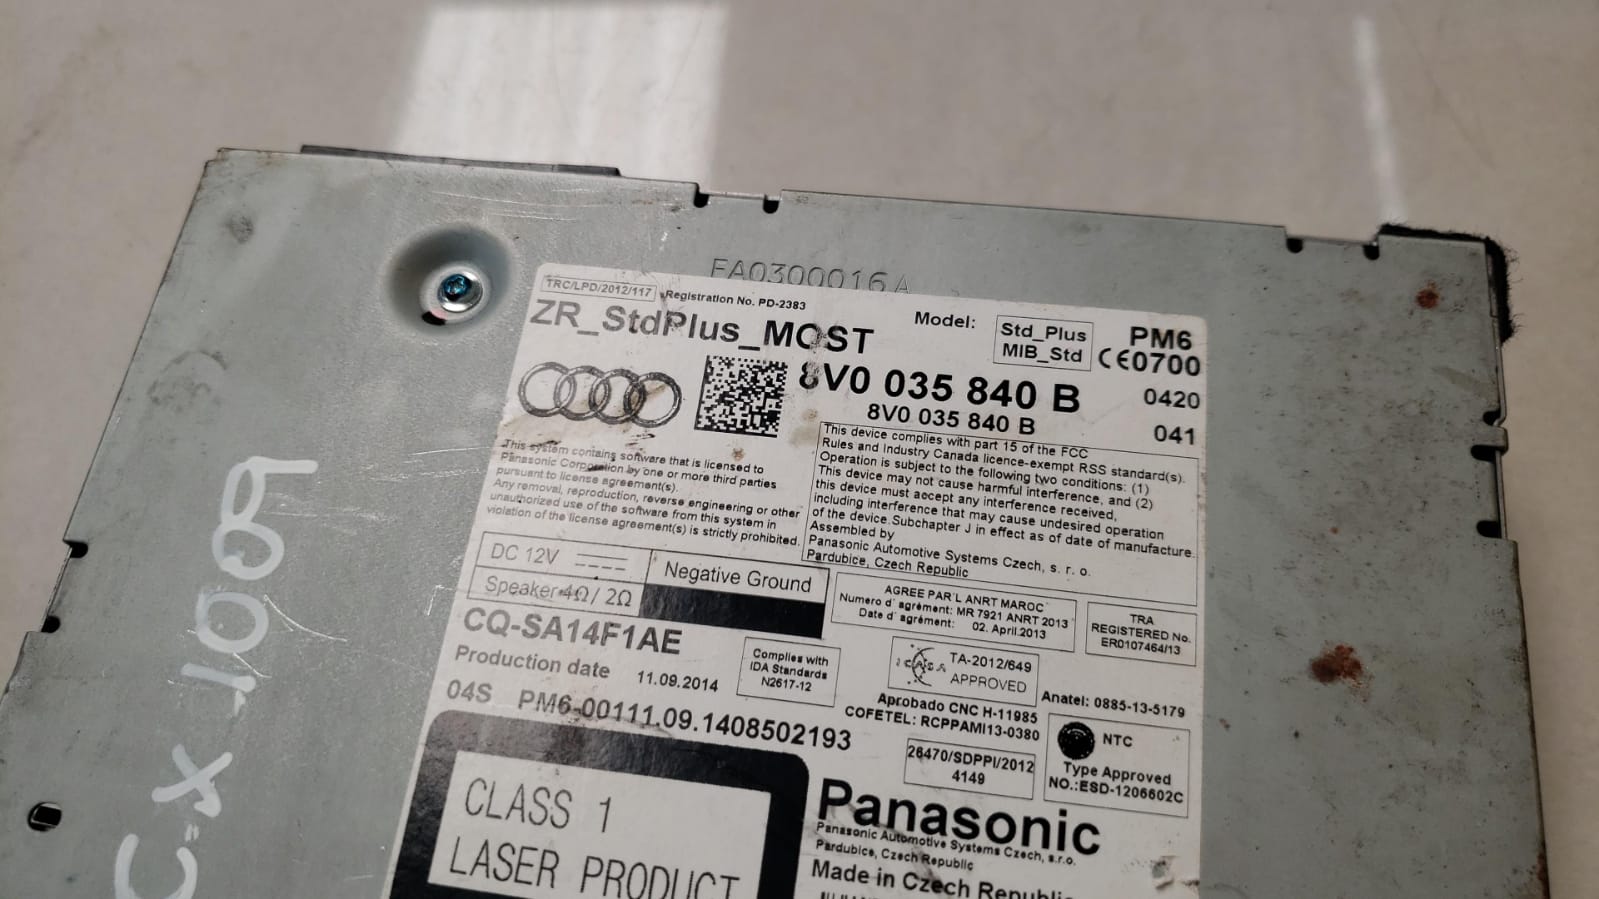 FA0300016A
TRC/LPD/2012/117 Registration No. PD-2383
ZR_StdPlus_MOST
Model: Std_Plus
MIB_Std
PM6
CE0700
8V0 035 840 B
8V0 035 840 B
0420
041
This system contains software that is licensed to
Panasonic Corporation by one or more third parties
pursuant to license agreement(s).
Any removal, reproduction, reverse engineering or other
unauthorized use of the software from this system in
violation of the license agreement(s) is strictly prohibited.
This device complies with part 15 of the FCC
Rules and Industry Canada licence-exempt RSS standard(s).
Operation is subject to the following two conditions: (1)
This device may not cause harmful interference, and (2)
this device must accept any interference received,
including interference that may cause undesired operation
of the device.Subchapter J in effect as of date of manufacture.
Assembled by
Panasonic Automotive Systems Czech, s. r. o.
Pardubice, Czech Republic
DC 12V
Negative Ground
Speaker 4Ω / 2Ω
CQ-SA14F1AE
Production date 11.09.2014
04S PM6-00111.09.1408502193
Complies with
IDA Standards
N2617-12
AGREE PAR'L ANRT MAROC
Numero d' agrément: MR 7921 ANRT 2013
Date d' agrément: 02. April.2013
TRA
REGISTERED No.
ER0107464/13
ICASA
TA-2012/649
APPROVED
Aprobado CNC H-11985
COFETEL: RCPPAMI13-0380
Anatel: 0885-13-5179
26470/SDPPI/2012
4149
NTC
Type Approved
NO.:ESD-1206602C
CLASS 1
LASER PRODUCT
Panasonic
Panasonic Automotive Systems Czech, s.r.o.
Pardubice, Czech Republic
Made in Czech Republic